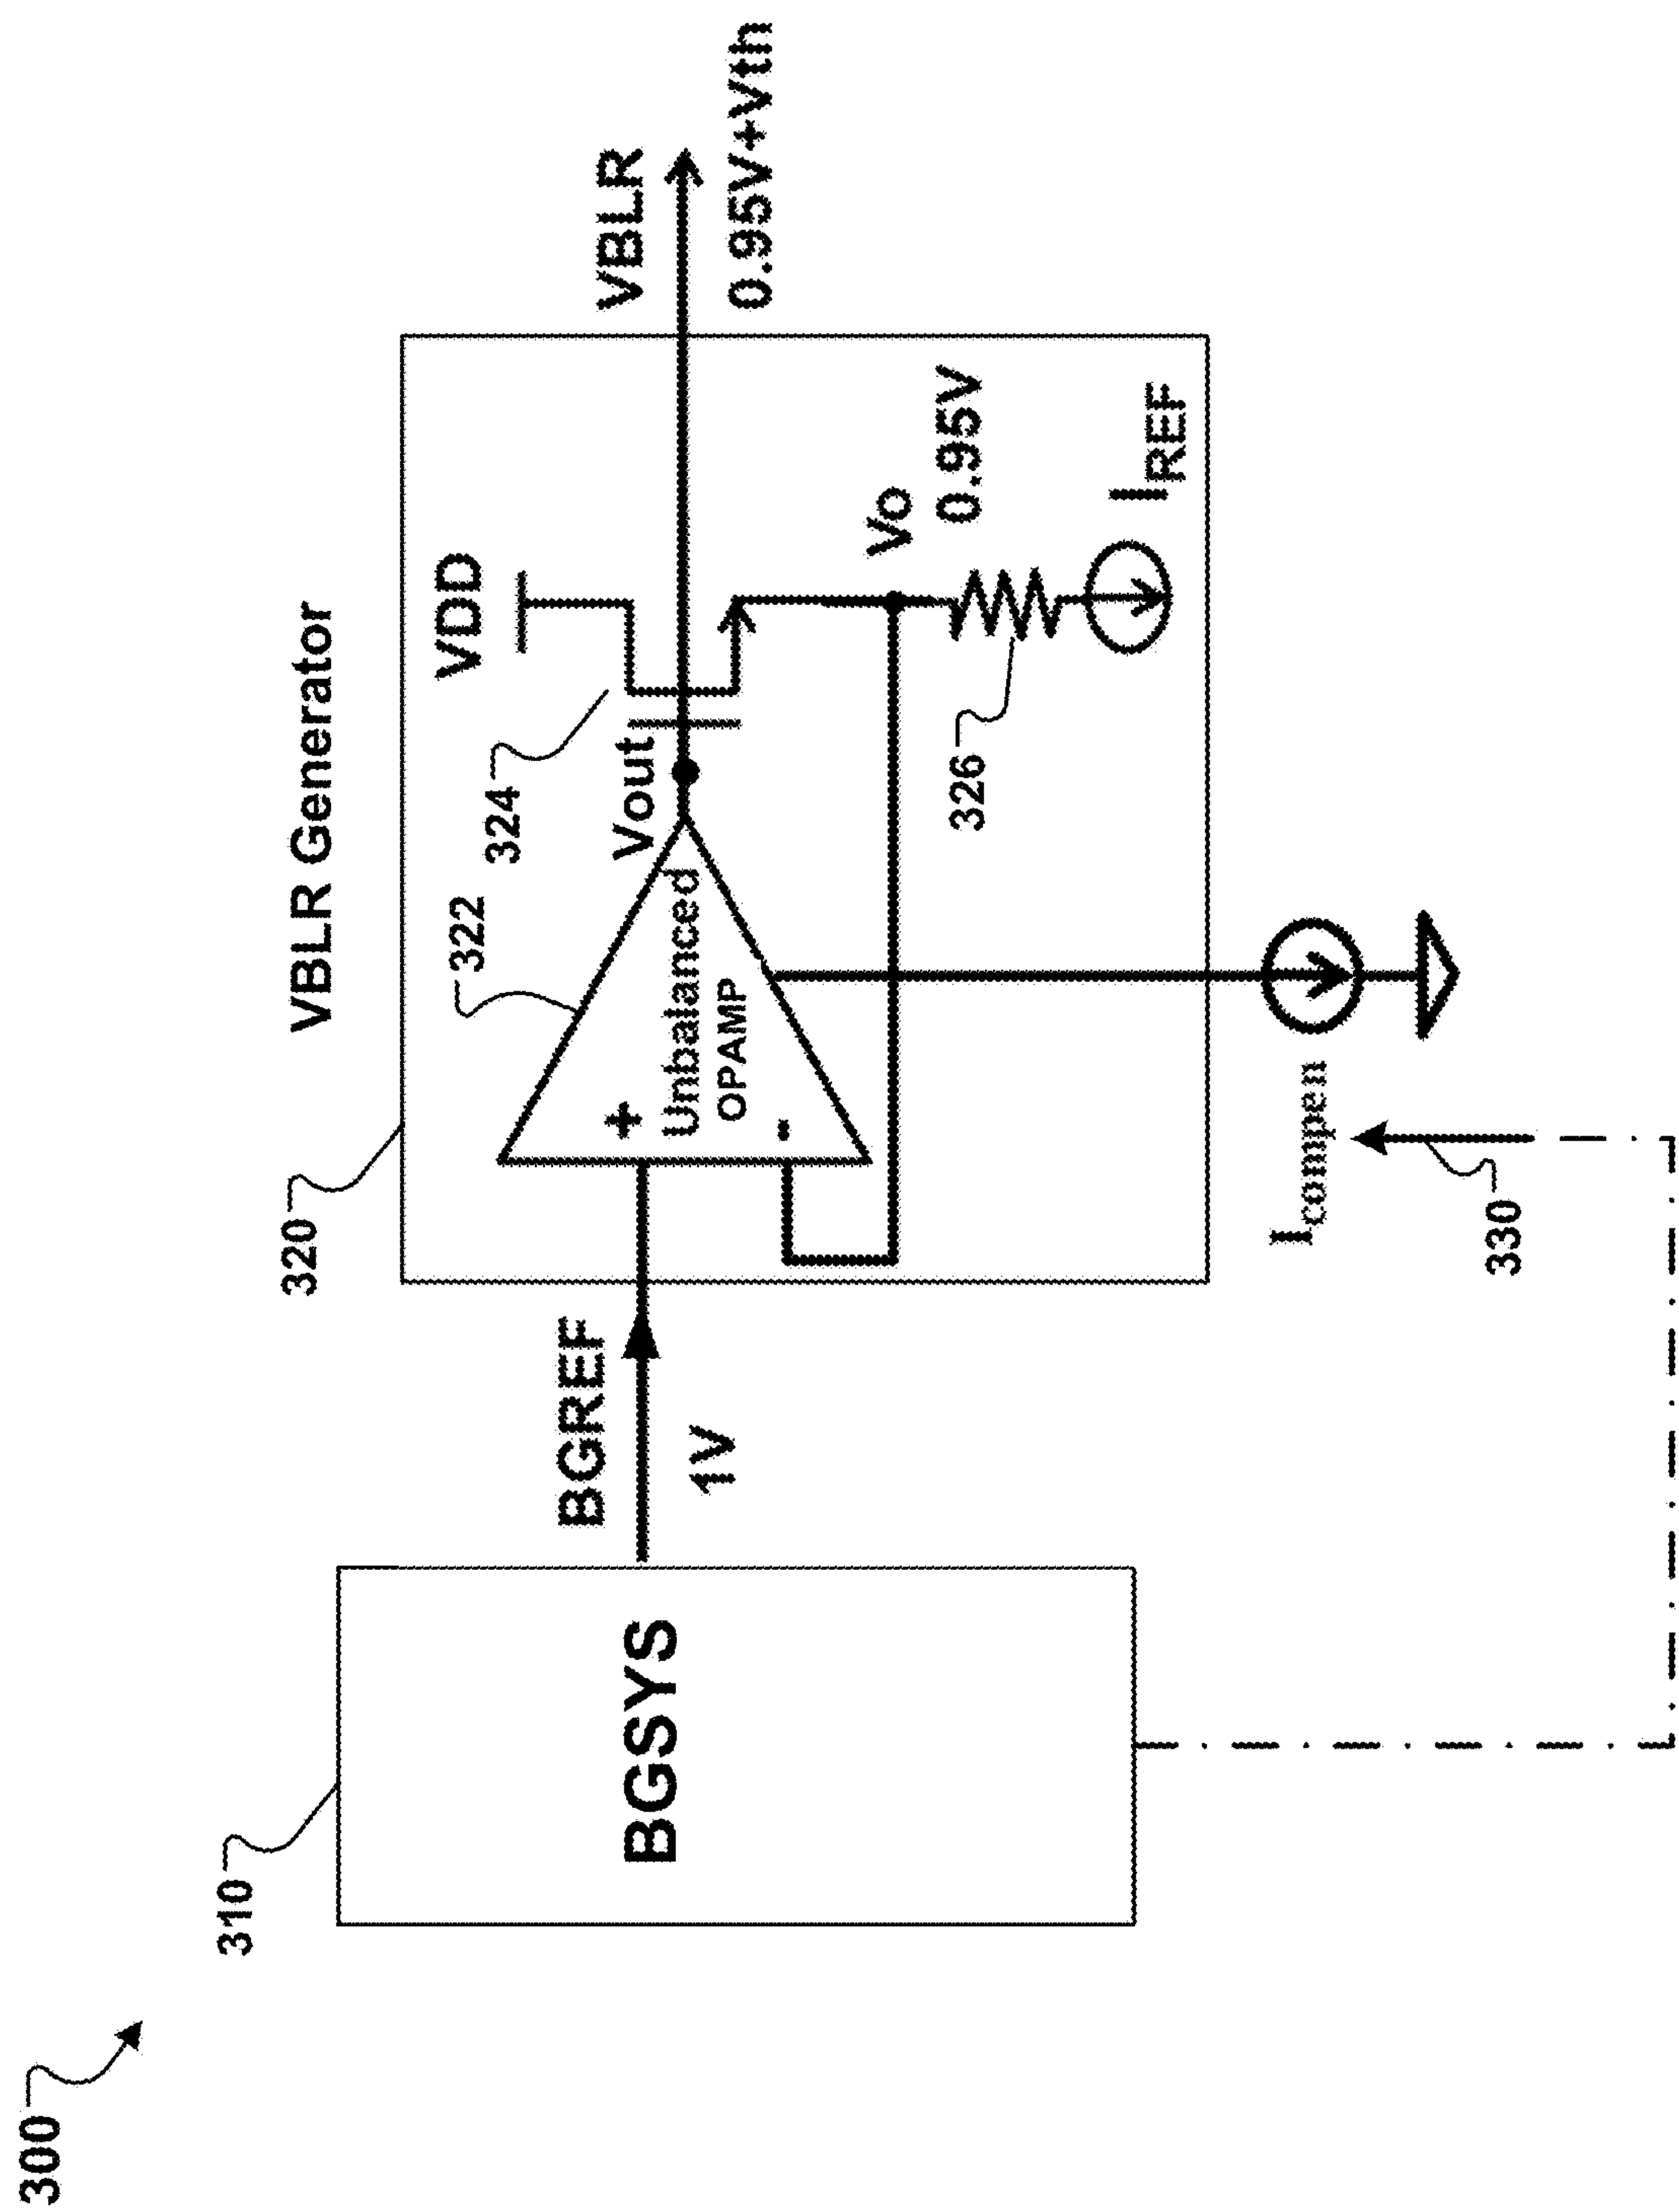 300
310
BGSYS
BGREF
1V
VBLR Generator
320
322
+
Unbalanced
OPAMP
-
324
Vout
VDD
VBLR
0.95V+Vth
Vo
0.95V
326
IREF
Icompen
330